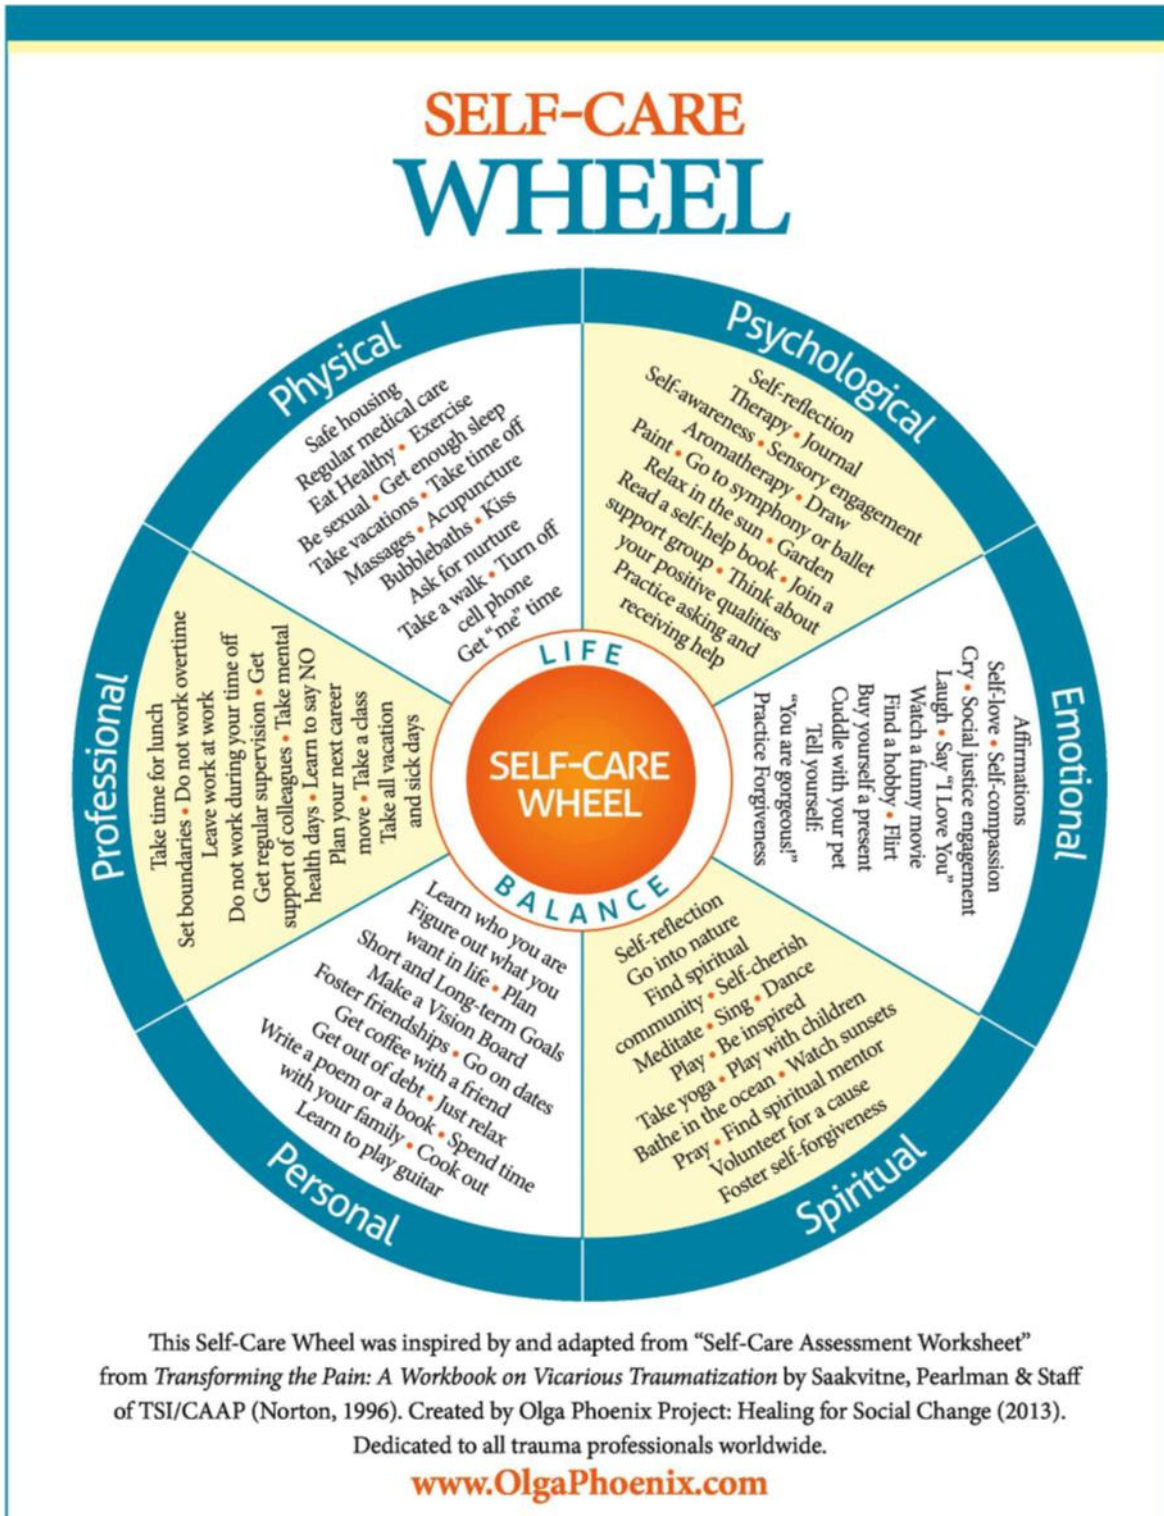 SELF-CARE
WHEEL
Physical
Safe housing
Regular medical care
Eat Healthy • Exercise
Be sexual • Get enough sleep
Take vacations • Take time off
Massages • Acupuncture
Bubblebaths • Kiss
Ask for nurture
Take a walk • Turn off
cell phone
Get "me" time
Psychological
Self-reflection
Therapy • Journal
Self-awareness • Sensory engagement
Aromatherapy • Draw
Paint • Go to symphony or ballet
Relax in the sun • Garden
Read a self-help book • Join a
support group • Think about
your positive qualities
Practice asking and
receiving help
Emotional
Affirmations
Self-love • Self-compassion
Cry • Social justice engagement
Laugh • Say "I Love You"
Watch a funny movie
Find a hobby • Flirt
Buy yourself a present
Cuddle with your pet
Tell yourself:
"You are gorgeous!"
Practice Forgiveness
Spiritual
Self-reflection
Go into nature
Find spiritual
community • Self-cherish
Meditate • Sing • Dance
Play • Be inspired
Take yoga • Play with children
Bathe in the ocean • Watch sunsets
Pray • Find spiritual mentor
Volunteer for a cause
Foster self-forgiveness
Personal
Learn who you are
Figure out what you
want in life • Plan
Short and Long-term Goals
Make a Vision Board
Foster friendships • Go on dates
Get coffee with a friend
Get out of debt • Just relax
Write a poem or a book • Spend time
with your family • Cook out
Learn to play guitar
Professional
Take time for lunch
Set boundaries • Do not work overtime
Leave work at work
Do not work during your time off
Get regular supervision • Get
support of colleagues • Take mental
health days • Learn to say NO
Plan your next career
move • Take a class
Take all vacation
and sick days
LIFE
SELF-CARE
WHEEL
BALANCE
This Self-Care Wheel was inspired by and adapted from "Self-Care Assessment Worksheet"
from Transforming the Pain: A Workbook on Vicarious Traumatization by Saakvitne, Pearlman & Staff
of TSI/CAAP (Norton, 1996). Created by Olga Phoenix Project: Healing for Social Change (2013).
Dedicated to all trauma professionals worldwide.
www.OlgaPhoenix.com